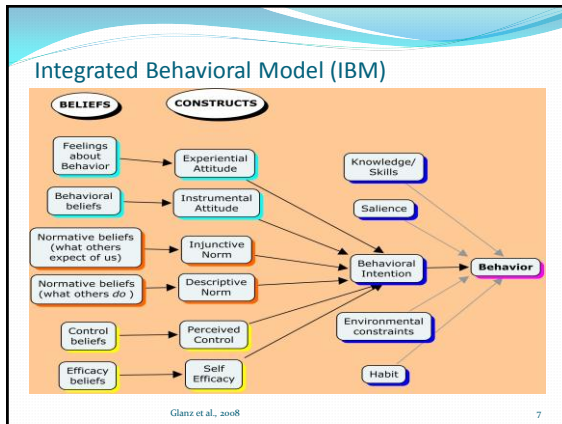 Integrated Behavioral Model (IBM)
BELIEFS
CONSTRUCTS
Feelings
about
Behavior
Experiential
Attitude
Behavioral
beliefs
Instrumental
Attitude
Normative beliefs
(what others
expect of us)
Injunctive
Norm
Normative beliefs
(what others do )
Descriptive
Norm
Control
beliefs
Perceived
Control
Efficacy
beliefs
Self
Efficacy
Knowledge/
Skills
Salience
Behavioral
Intention
Behavior
Environmental
constraints
Habit
Glanz et al., 2008
7